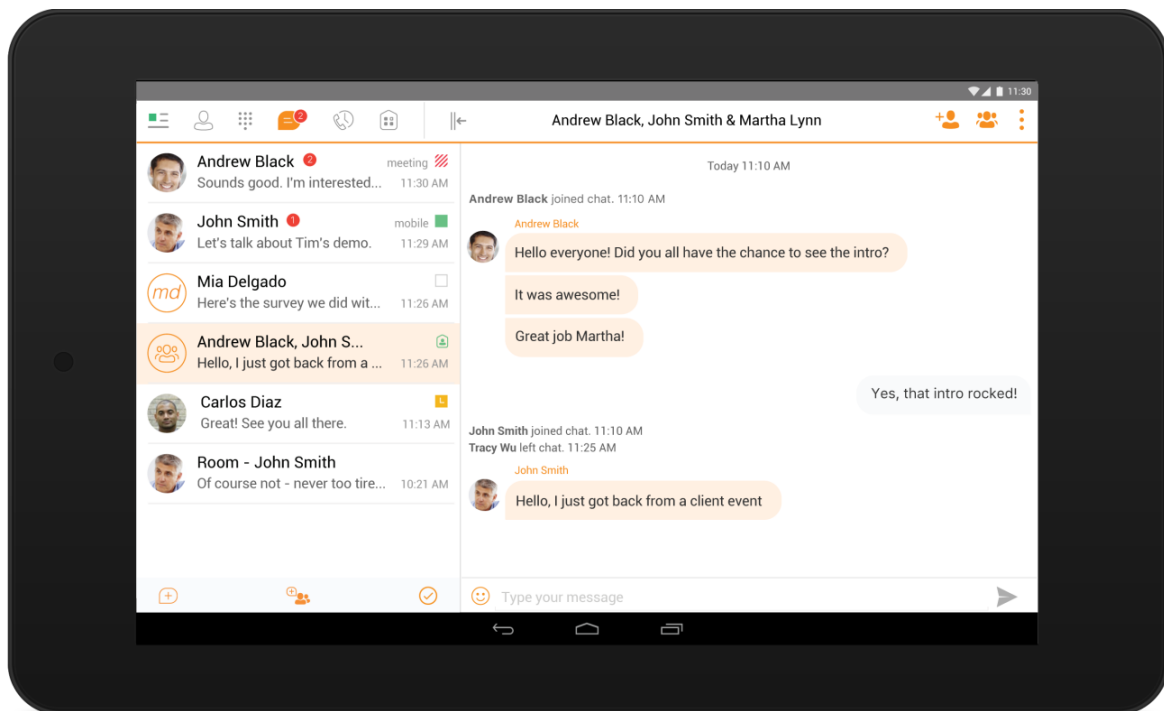 11:30
2
Andrew Black, John Smith & Martha Lynn
Andrew Black 2 meeting
Sounds good. I'm interested... 11:30 AM
John Smith 1 mobile
Let's talk about Tim's demo. 11:29 AM
md
Mia Delgado
Here's the survey we did wit... 11:26 AM
Andrew Black, John S...
Hello, I just got back from a ... 11:26 AM
Carlos Diaz
Great! See you all there. 11:13 AM
Room - John Smith
Of course not - never too tire... 10:21 AM
Today 11:10 AM
Andrew Black joined chat. 11:10 AM
Andrew Black
Hello everyone! Did you all have the chance to see the intro?
It was awesome!
Great job Martha!
Yes, that intro rocked!
John Smith joined chat. 11:10 AM
Tracy Wu left chat. 11:25 AM
John Smith
Hello, I just got back from a client event
Type your message